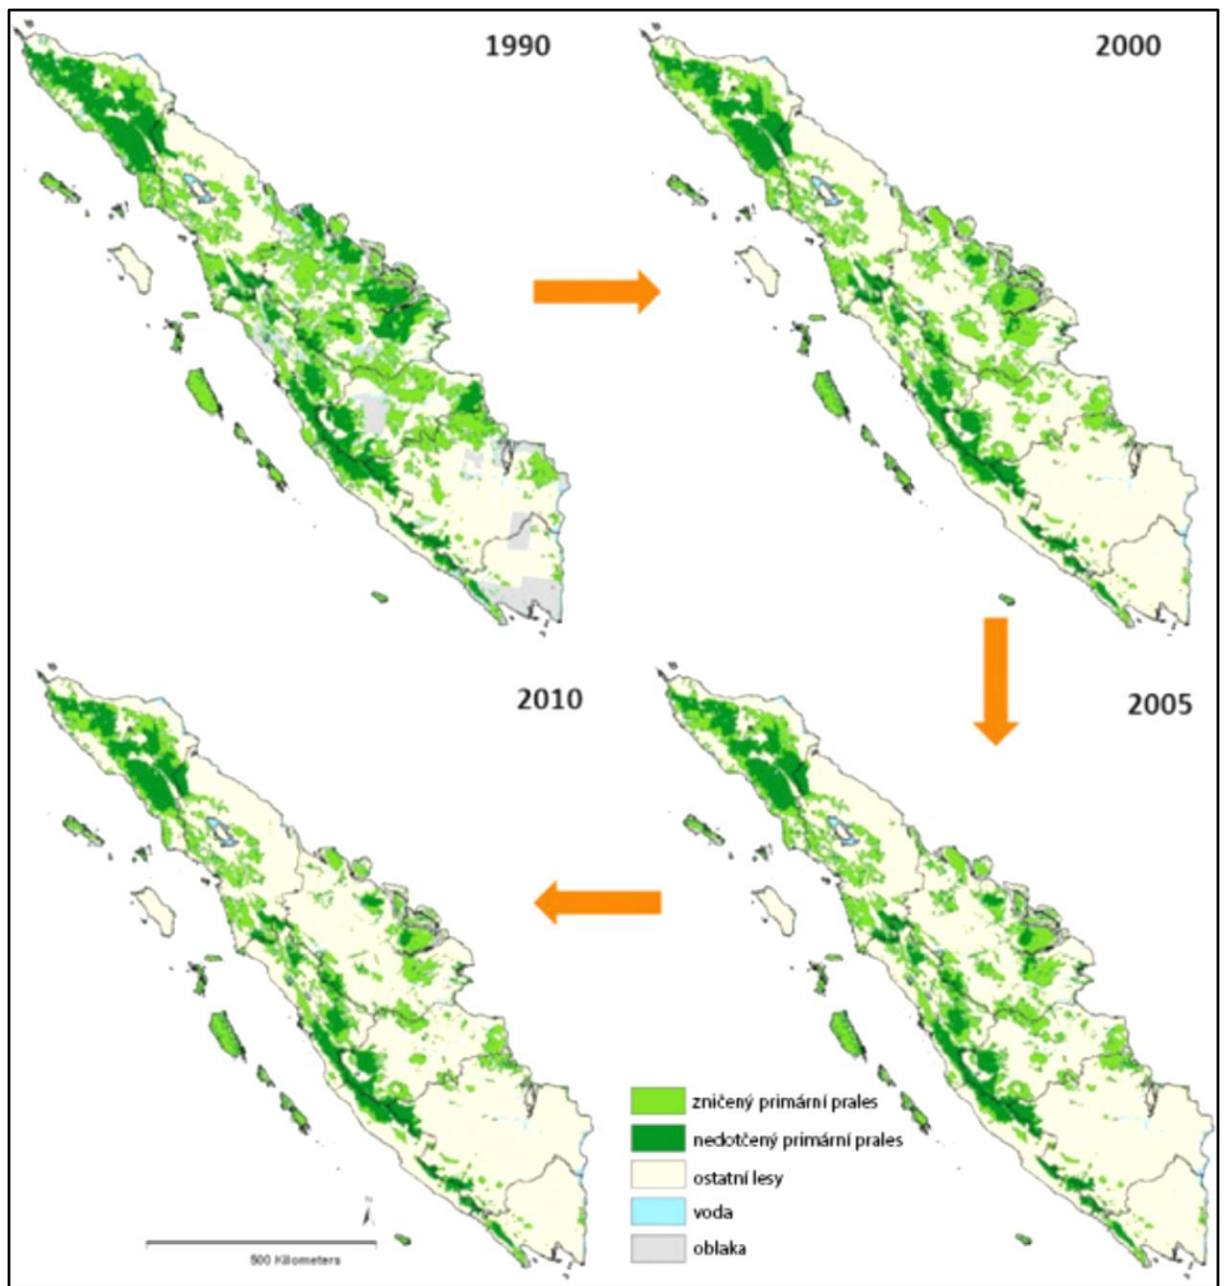 1990
2000
2010
2005
zničený primární prales
nedotčený primární prales
ostatní lesy
voda
oblaka
N
500 Kilometers